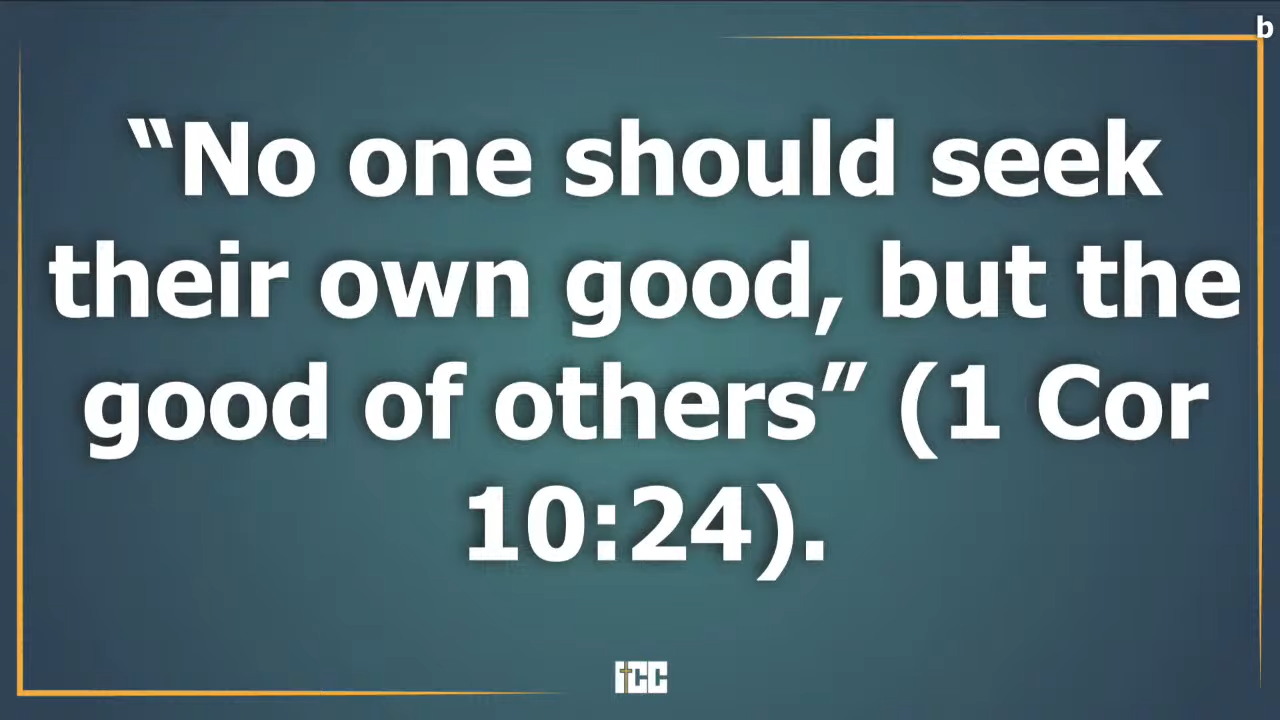 b
“No one should seek
their own good, but the
good of others” (1 Cor
10:24).
ICC